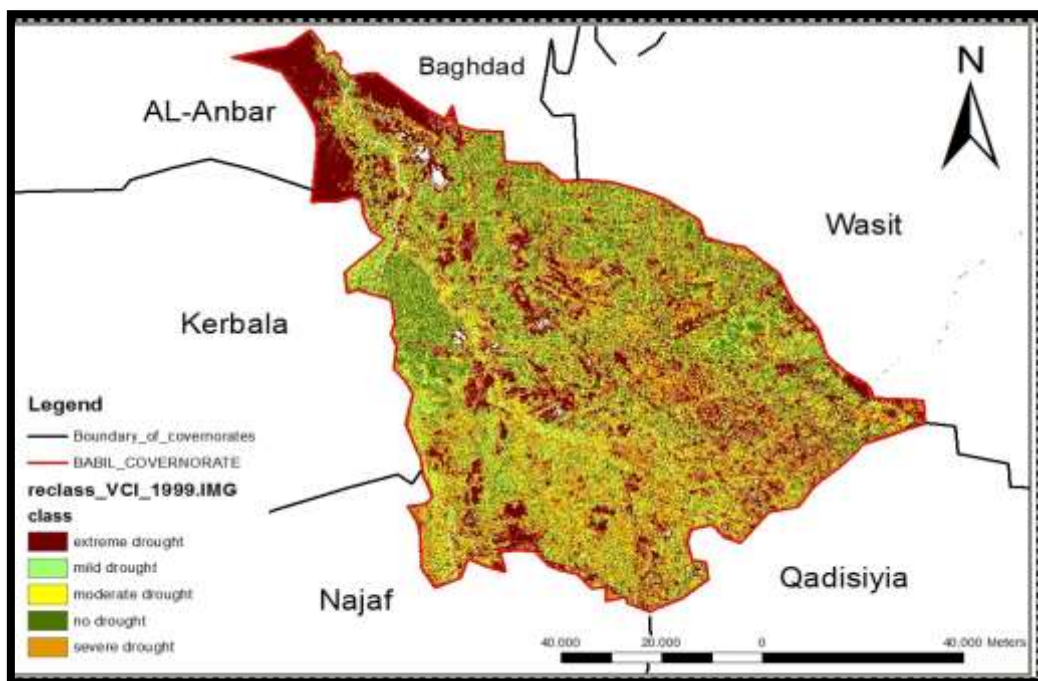 Baghdad
N
AL-Anbar
Wasit
Kerbala
Legend
Boundary_of_covernorates
BABIL_COVERNORATE
reclass_VCI_1999.IMG
class
extreme drought
mild drought
moderate drought
no drought
severe drought
Najaf
Qadisiyia
40,000 20,000 0 40,000 Meters